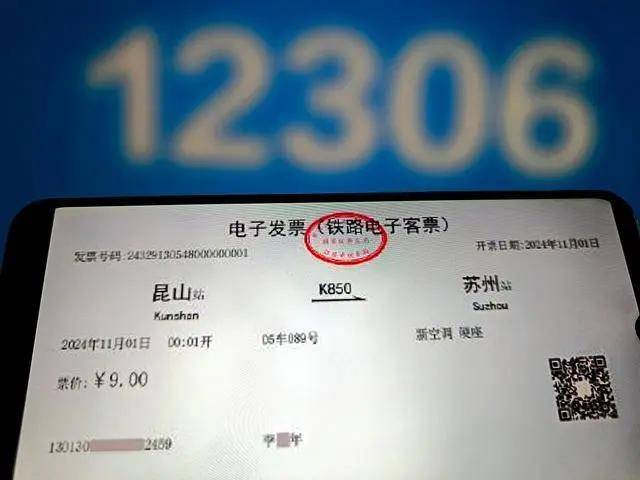 12306
电子发票（铁路电子客票）
发票号码:24329130548000000001
开票日期:2024年11月01日
昆山站
K850
苏州站
Kunshan
Suzhou
2024年11月01日 00:01开 05车089号 新空调 硬座
票价:￥9.00
130130 2459 李 年